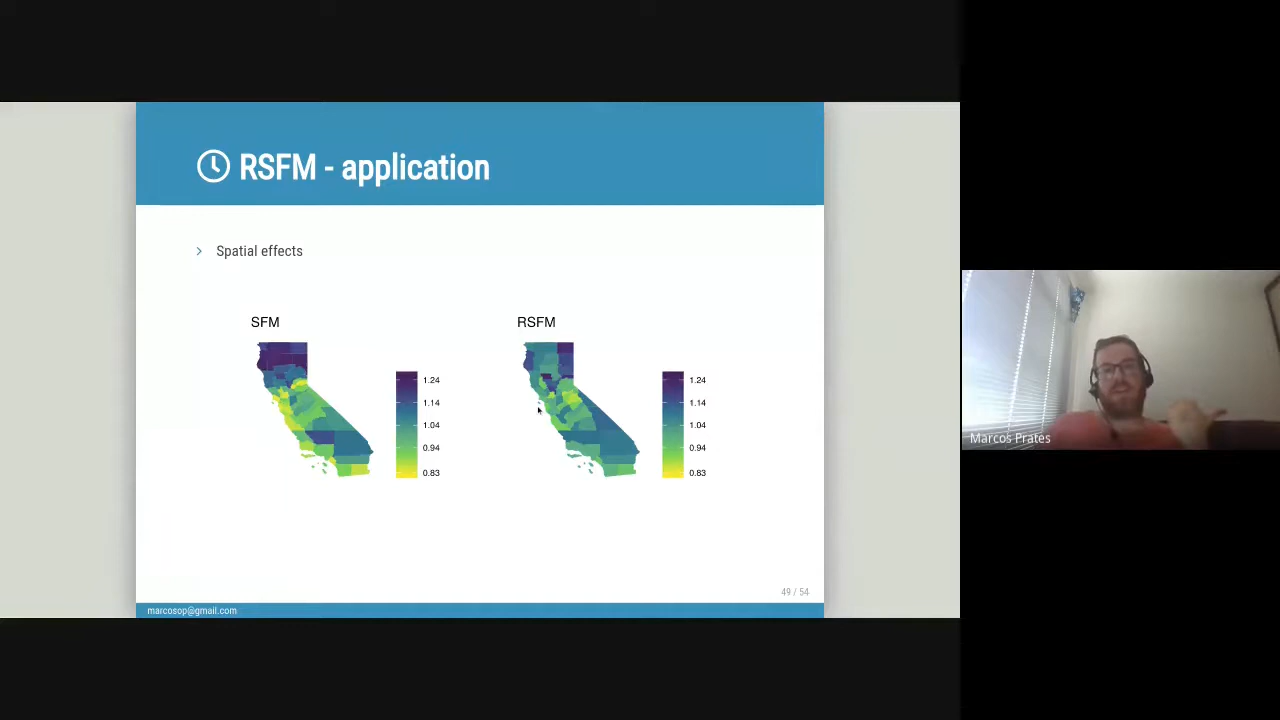 RSFM - application
Spatial effects
SFM
1.24
1.14
1.04
0.94
0.83
RSFM
1.24
1.14
1.04
0.94
0.83
49 / 54
marcosop@gmail.com
Marcos Prates